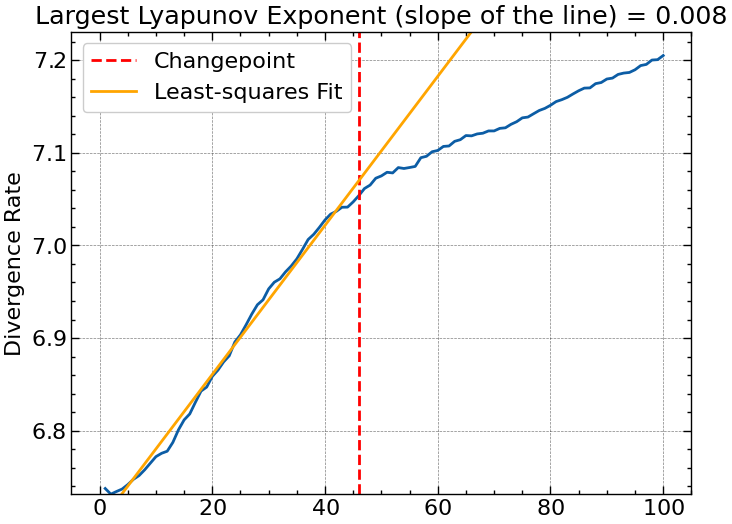 Largest Lyapunov Exponent (slope of the line) = 0.008
Changepoint
Least-squares Fit
Divergence Rate
7.2
7.1
7.0
6.9
6.8
0 20 40 60 80 100